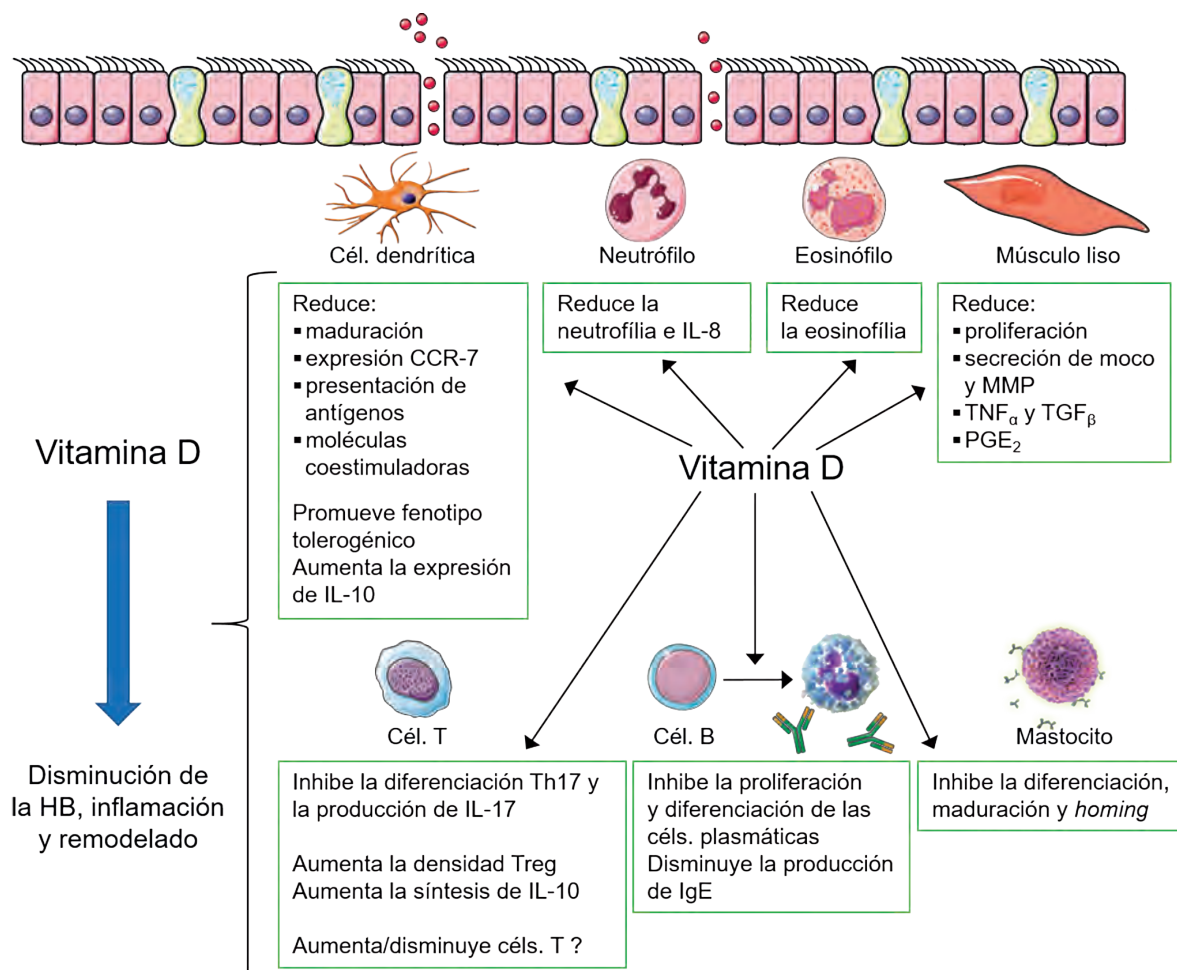 Cél. dendrítica
Neutrófilo
Eosinófilo
Músculo liso
Reduce:
▪ maduración
▪ expresión CCR-7
▪ presentación de
antígenos
▪ moléculas
coestimuladoras
Promueve fenotipo
tolerogénico
Aumenta la expresión
de IL-10
Reduce la
neutrofília e IL-8
Reduce
la eosinofília
Reduce:
▪ proliferación
▪ secreción de moco
y MMP
▪ TNFα y TGFβ
▪ PGE2
Vitamina D
Vitamina D
Disminución de
la HB, inflamación
y remodelado
Cél. T
Cél. B
Mastocito
Inhibe la diferenciación Th17 y
la producción de IL-17
Aumenta la densidad Treg
Aumenta la síntesis de IL-10
Aumenta/disminuye céls. T ?
Inhibe la proliferación
y diferenciación de las
céls. plasmáticas
Disminuye la producción
de IgE
Inhibe la diferenciación,
maduración y homing